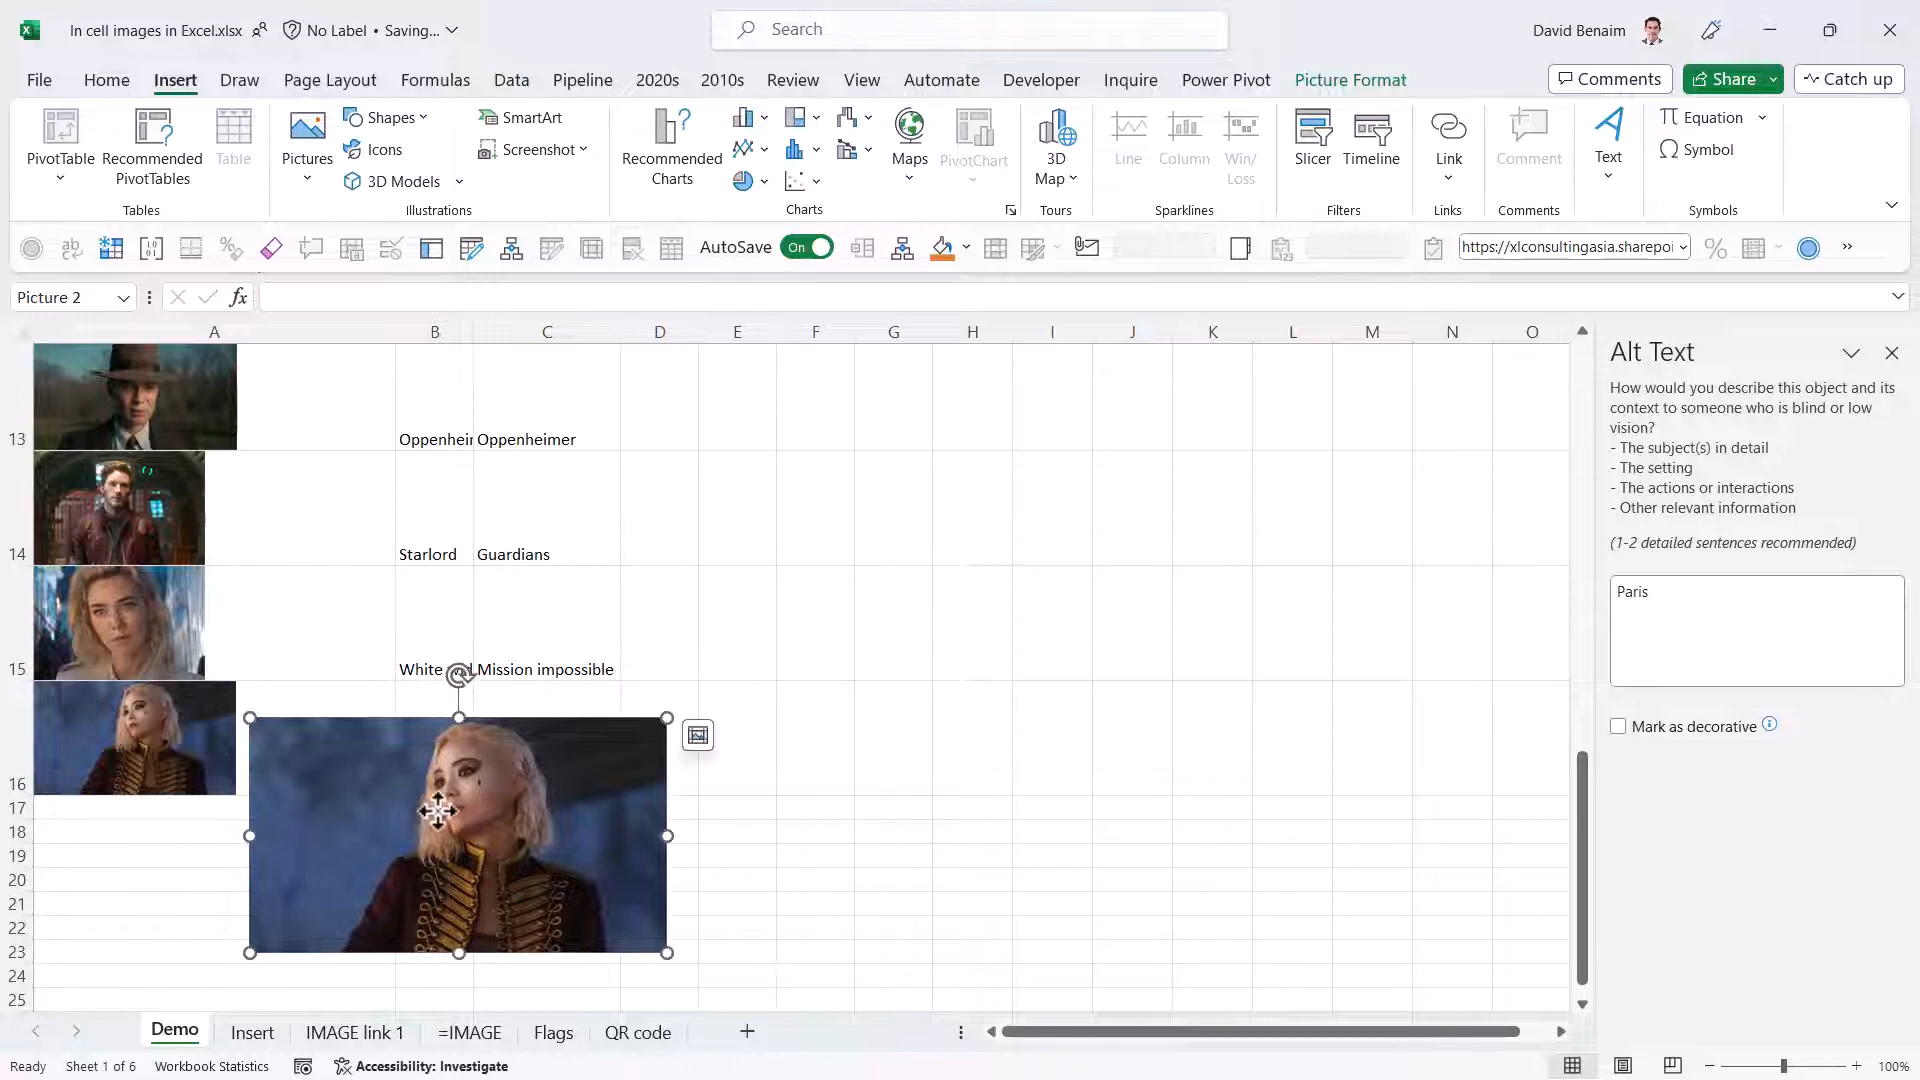 In cell images in Excel.xlsx No Label • Saving... Search David Benaim
File Home Insert Draw Page Layout Formulas Data Pipeline 2020s 2010s Review View Automate Developer Inquire Power Pivot Picture Format Comments Share Catch up
PivotTable Recommended PivotTables Table
Tables
Pictures Shapes Icons 3D Models SmartArt Screenshot
Illustrations
Recommended Charts Maps PivotChart
Charts
3D Map
Tours
Line Column Win/Loss
Sparklines
Slicer Timeline
Filters
Link
Links
Comment
Comments
Text
Equation
Symbol
Symbols
AutoSave On https://xlconsultingasia.sharepoi
Picture 2 fx
A B C D E F G H I J K L M N O
13 Oppenhein Oppenheimer
14 Starlord Guardians
15 White Mission impossible
16
17
18
19
20
21
22
23
24
25
Alt Text
How would you describe this object and its
context to someone who is blind or low
vision?
- The subject(s) in detail
- The setting
- The actions or interactions
- Other relevant information
(1-2 detailed sentences recommended)
Paris
Mark as decorative
Demo Insert IMAGE link 1 =IMAGE Flags QR code
Ready Sheet 1 of 6 Workbook Statistics Accessibility: Investigate 100%